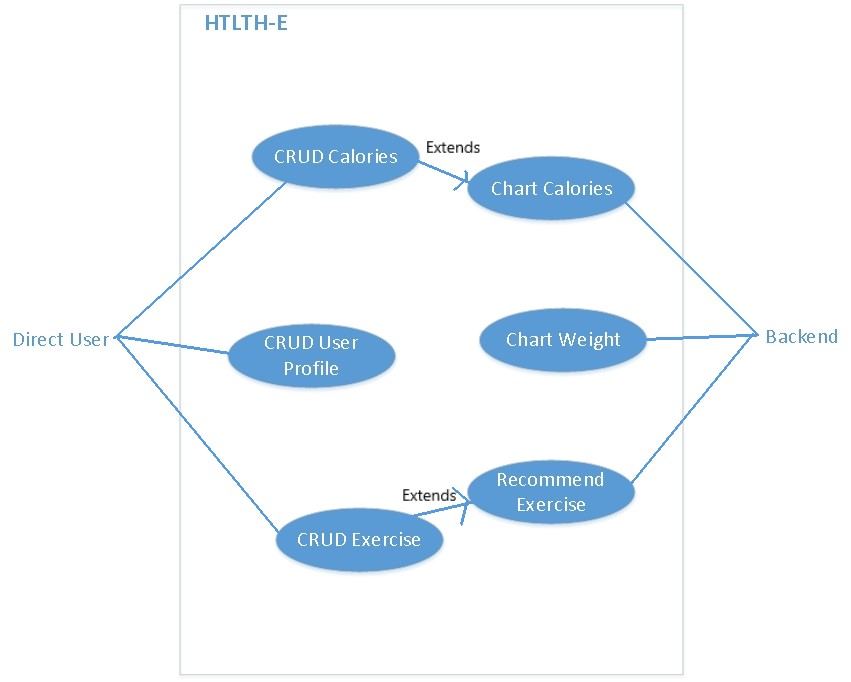 HTLTH-E
CRUD Calories
Extends
Chart Calories
Direct User
CRUD User
Profile
Chart Weight
Backend
Extends
Recommend
Exercise
CRUD Exercise